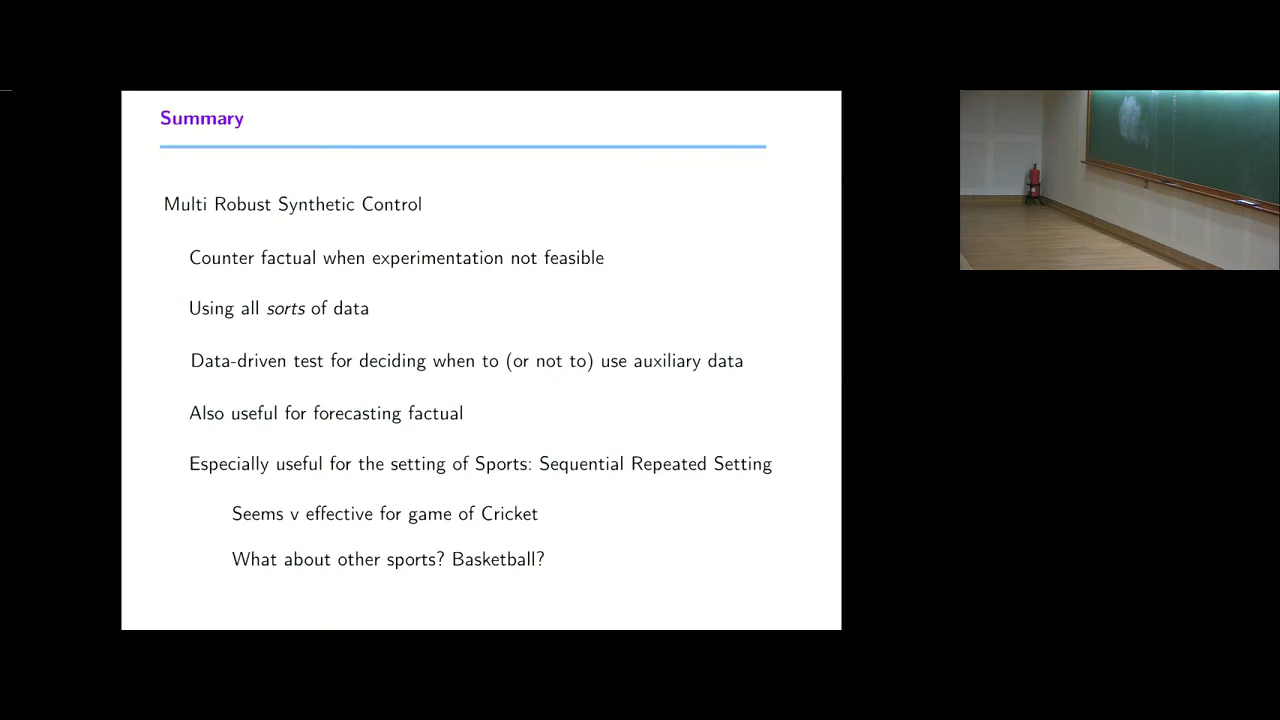 Summary
Multi Robust Synthetic Control
Counter factual when experimentation not feasible
Using all sorts of data
Data-driven test for deciding when to (or not to) use auxiliary data
Also useful for forecasting factual
Especially useful for the setting of Sports: Sequential Repeated Setting
Seems v effective for game of Cricket
What about other sports? Basketball?